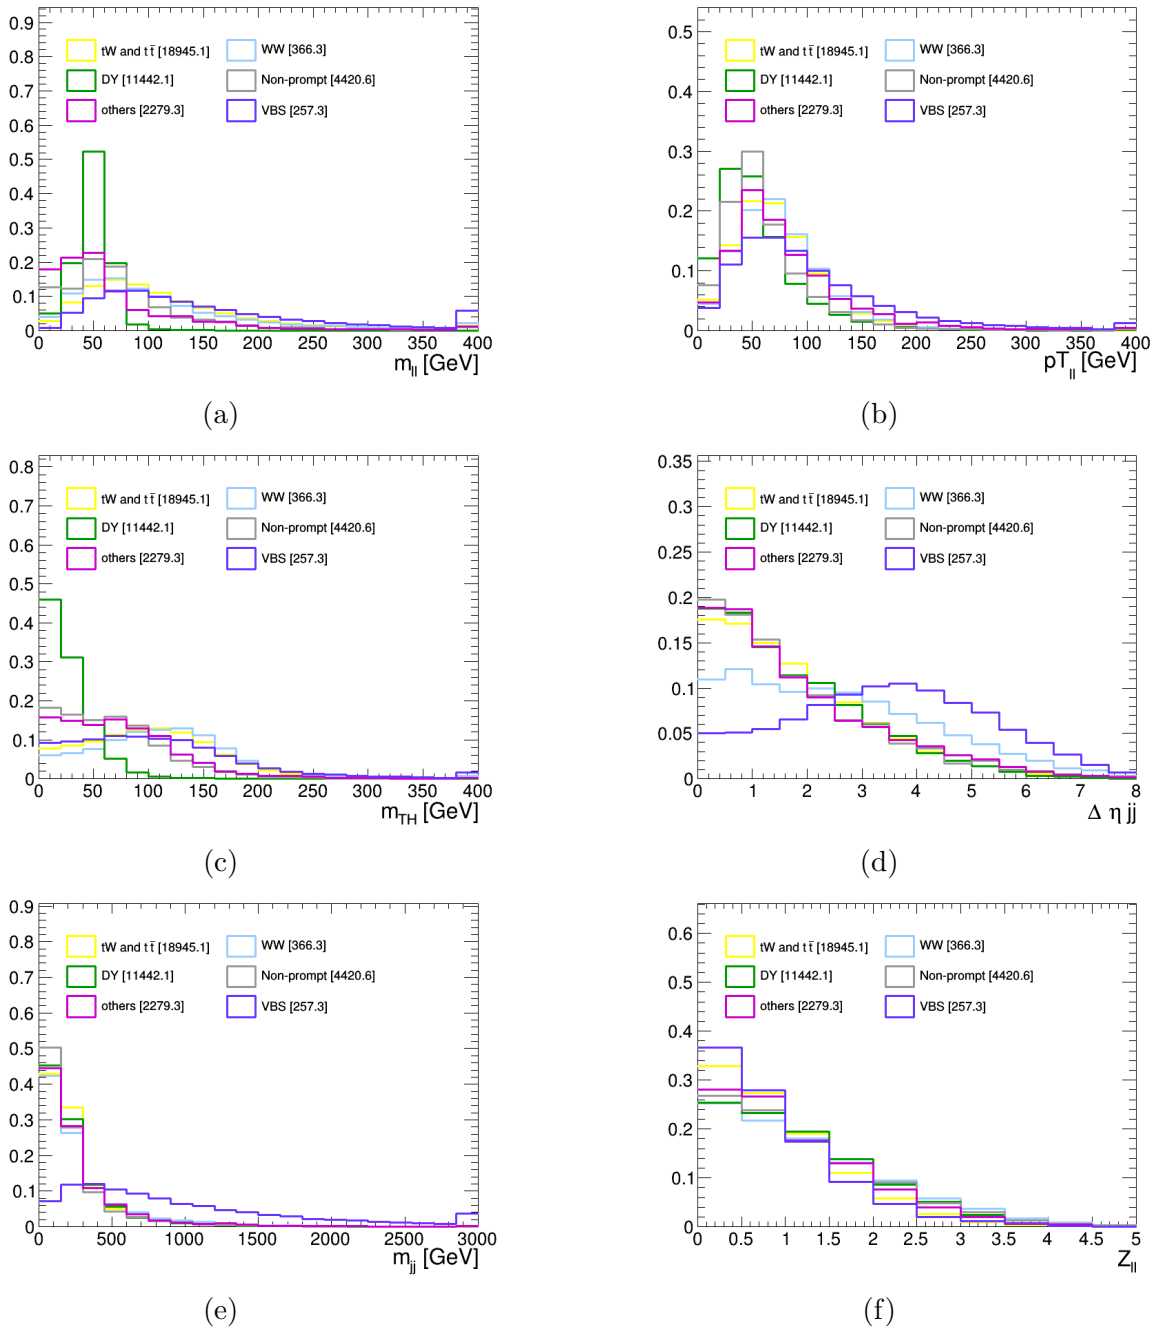 0.9
0.8
0.7
0.6
0.5
0.4
0.3
0.2
0.1
0
tW and tt̄ [18945.1] WW [366.3]
DY [11442.1] Non-prompt [4420.6]
others [2279.3] VBS [257.3]
0 50 100 150 200 250 300 350 400
m_ll [GeV]
(a)
0.5
0.4
0.3
0.2
0.1
0
tW and tt̄ [18945.1] WW [366.3]
DY [11442.1] Non-prompt [4420.6]
others [2279.3] VBS [257.3]
0 50 100 150 200 250 300 350 400
pT_ll [GeV]
(b)
0.8
0.7
0.6
0.5
0.4
0.3
0.2
0.1
0
tW and tt̄ [18945.1] WW [366.3]
DY [11442.1] Non-prompt [4420.6]
others [2279.3] VBS [257.3]
0 50 100 150 200 250 300 350 400
m_TH [GeV]
(c)
0.35
0.3
0.25
0.2
0.15
0.1
0.05
0
tW and tt̄ [18945.1] WW [366.3]
DY [11442.1] Non-prompt [4420.6]
others [2279.3] VBS [257.3]
0 1 2 3 4 5 6 7 8
Δ η jj
(d)
0.9
0.8
0.7
0.6
0.5
0.4
0.3
0.2
0.1
0
tW and tt̄ [18945.1] WW [366.3]
DY [11442.1] Non-prompt [4420.6]
others [2279.3] VBS [257.3]
0 500 1000 1500 2000 2500 3000
m_jj [GeV]
(e)
0.6
0.5
0.4
0.3
0.2
0.1
0
tW and tt̄ [18945.1] WW [366.3]
DY [11442.1] Non-prompt [4420.6]
others [2279.3] VBS [257.3]
0 0.5 1 1.5 2 2.5 3 3.5 4 4.5 5
Z_ll
(f)